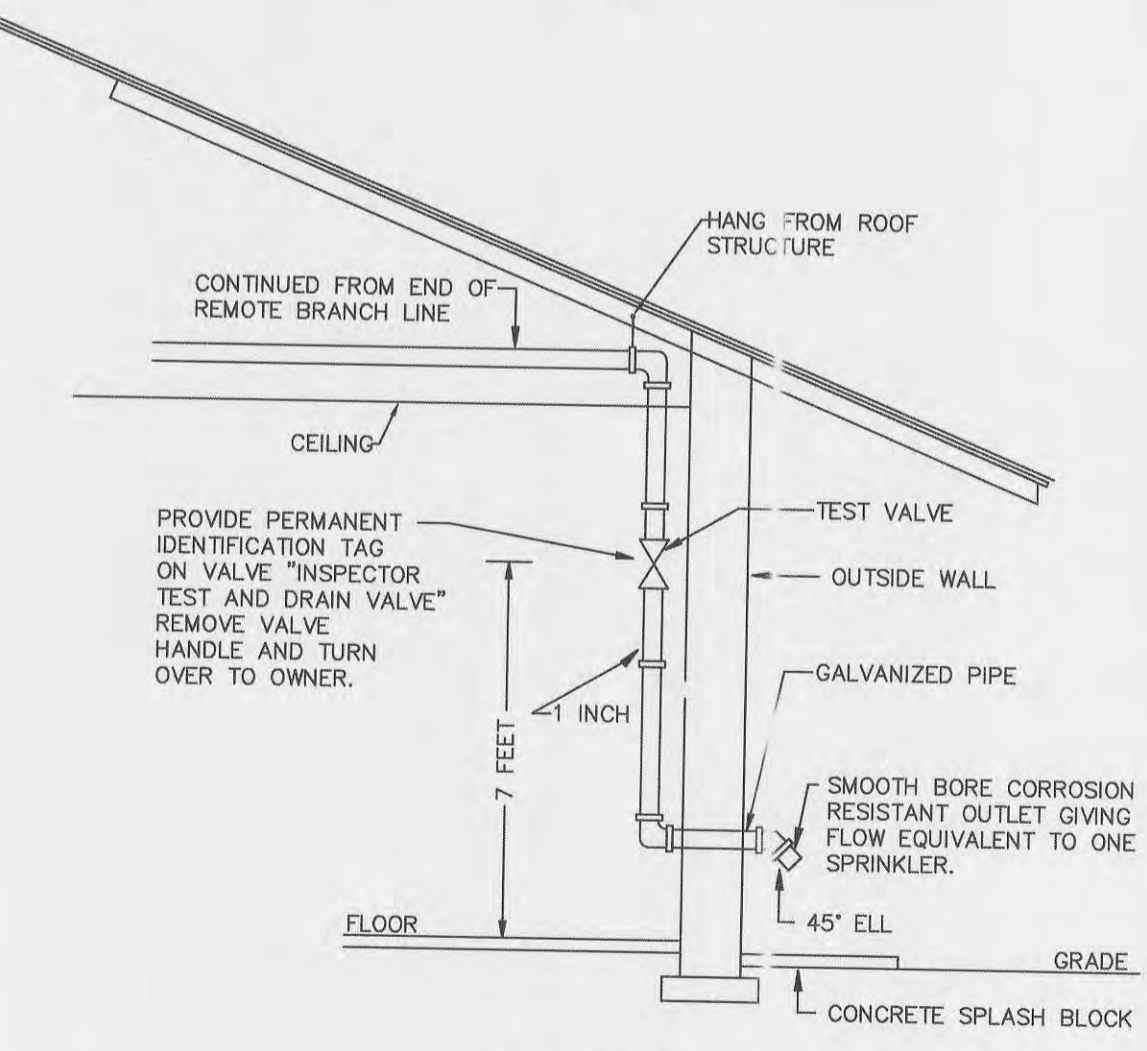 HANG FROM ROOF
STRUCTURE
CONTINUED FROM END OF
REMOTE BRANCH LINE
CEILING
PROVIDE PERMANENT
IDENTIFICATION TAG
ON VALVE "INSPECTOR
TEST AND DRAIN VALVE"
REMOVE VALVE
HANDLE AND TURN
OVER TO OWNER.
TEST VALVE
OUTSIDE WALL
GALVANIZED PIPE
1 INCH
7 FEET
SMOOTH BORE CORROSION
RESISTANT OUTLET GIVING
FLOW EQUIVALENT TO ONE
SPRINKLER.
45° ELL
FLOOR
GRADE
CONCRETE SPLASH BLOCK